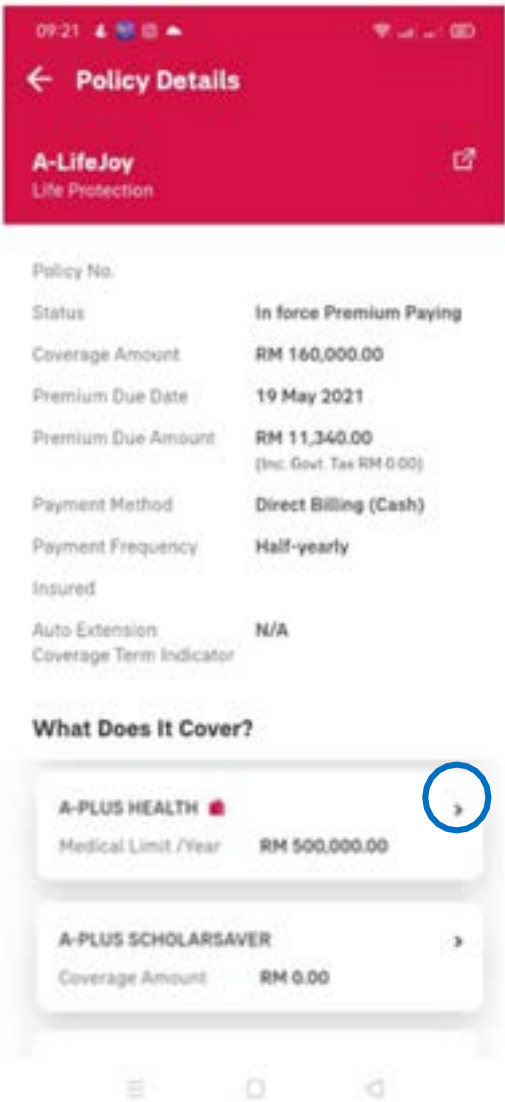 09:21
Policy Details
A-LifeJoy
Life Protection
Policy No.
Status In force Premium Paying
Coverage Amount RM 160,000.00
Premium Due Date 19 May 2021
Premium Due Amount RM 11,340.00
(Inc. Govt. Tax RM 0.00)
Payment Method Direct Billing (Cash)
Payment Frequency Half-yearly
Insured
Auto Extension N/A
Coverage Term Indicator
What Does It Cover?
A-PLUS HEALTH
Medical Limit /Year RM 500,000.00
A-PLUS SCHOLARSAVER
Coverage Amount RM 0.00